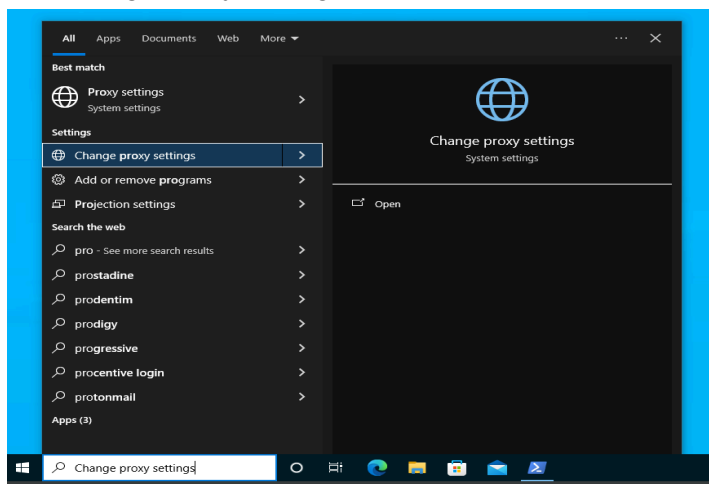 All Apps Documents Web More
Best match
Proxy settings
System settings
Settings
Change proxy settings
Add or remove programs
Projection settings
Search the web
pro - See more search results
prostadine
prodentim
prodigy
progressive
procentive login
protonmail
Apps (3)
Change proxy settings
System settings
Open
Change proxy settings